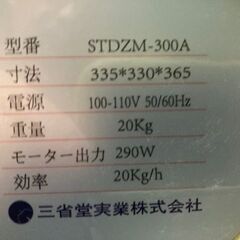 型番 STDZM-300A
寸法 335*330*365
電源 100-110V 50/60Hz
重量 20Kg
モーター出力 290W
効率 20Kg/h
三省堂実業株式会社